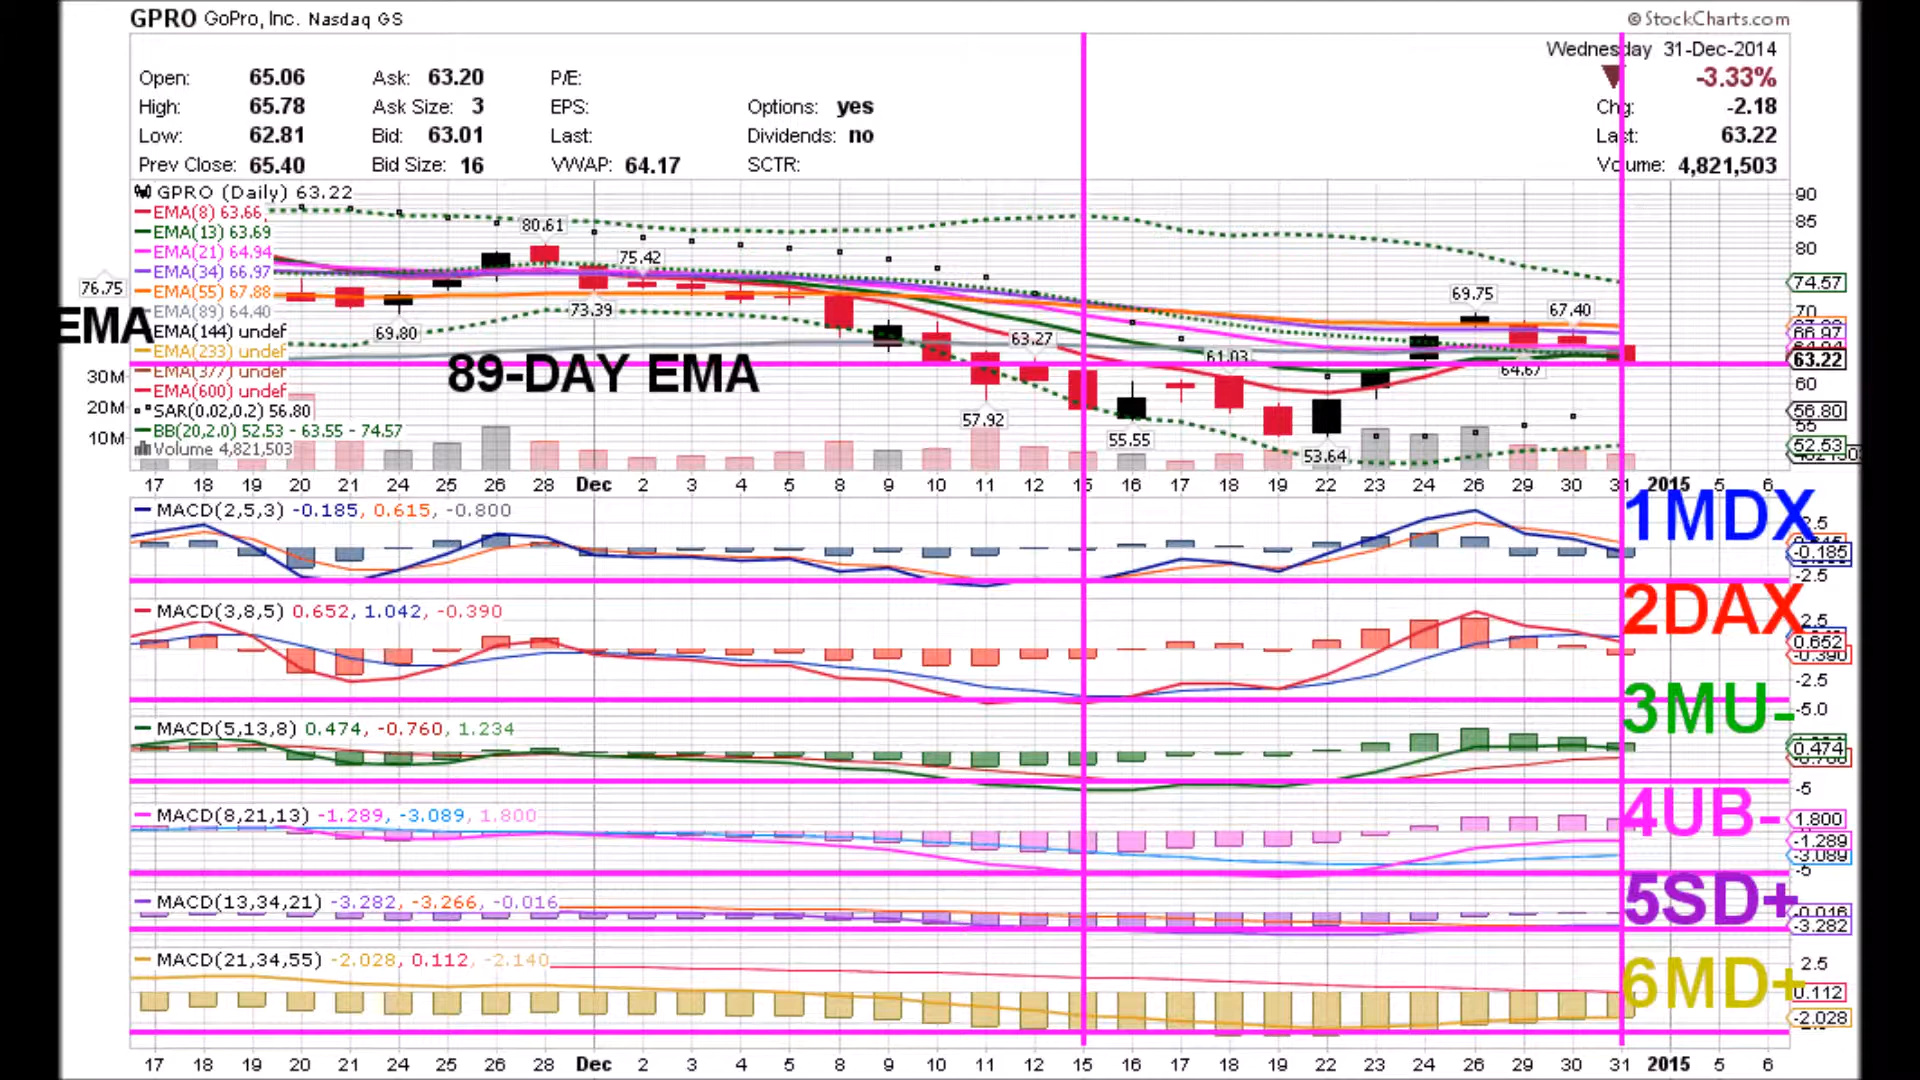 GPRO GoPro, Inc. Nasdaq GS
© StockCharts.com
Wednesday 31-Dec-2014
Open: 65.06 Ask: 63.20 P/E: -3.33%
High: 65.78 Ask Size: 3 EPS: Options: yes Chg: -2.18
Low: 62.81 Bid: 63.01 Last: Dividends: no Last: 63.22
Prev Close: 65.40 Bid Size: 16 VWAP: 64.17 SCTR: Volume: 4,821,503
GPRO (Daily) 63.22
EMA(8) 63.66
EMA(13) 63.69
EMA(21) 64.94
EMA(34) 66.97
EMA(55) 67.88
EMA(89) 64.40
EMA(144) undef
EMA(233) undef
EMA(377) undef
EMA(600) undef
SAR(0.02,0.2) 56.80
BB(20,2.0) 52.53 - 63.55 - 74.57
Volume 4,821,503
76.75
EMA
30M
20M
10M
89-DAY EMA
69.80
80.61
73.39
75.42
57.92
63.27
55.55
61.03
53.64
69.75
64.67
67.40
90
85
80
74.57
70
66.97
63.22
60
56.80
55
52.53
17 18 19 20 21 24 25 26 28 Dec 2 3 4 5 8 9 10 11 12 15 16 17 18 19 22 23 24 26 29 30 31 2015 5 6
MACD(2,5,3) -0.185, 0.615, -0.800
1MDX
2.5
-0.185
-2.5
MACD(3,8,5) 0.652, 1.042, -0.390
2DAX
2.5
0.652
-0.390
-2.5
-5.0
MACD(5,13,8) 0.474, -0.760, 1.234
3MU-
0.474
-5
MACD(8,21,13) -1.289, -3.089, 1.800
4UB-
1.800
-1.289
-3.089
-5
MACD(13,34,21) -3.282, -3.266, -0.016
5SD+
-0.016
-3.282
MACD(21,34,55) -2.028, 0.112, -2.140
6MD+
2.5
0.112
-2.028
17 18 19 20 21 24 25 26 28 Dec 2 3 4 5 8 9 10 11 12 15 16 17 18 19 22 23 24 26 29 30 31 2015 5 6